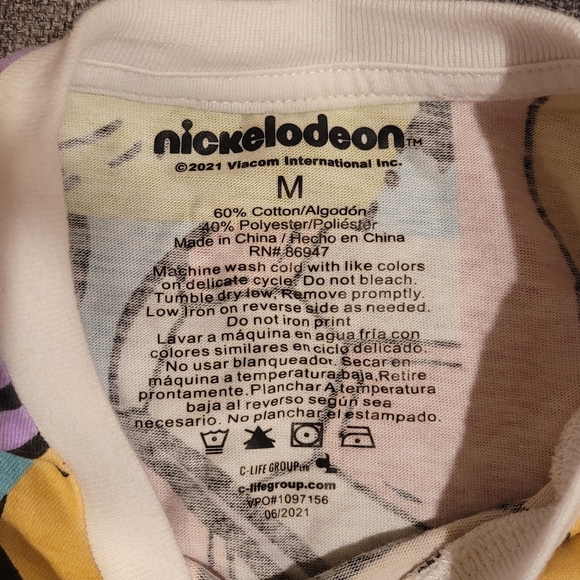 nickelodeon™
©2021 Viacom International Inc.
M
60% Cotton/Algodón
40% Polyester/Poliéster
Made in China / Hecho en China
RN# 86947
Machine wash cold with like colors
on delicate cycle. Do not bleach.
Tumble dry low, Remove promptly.
Low Iron on reverse side as needed.
Do not iron print
Lavar a máquina en agua fría con
colores similares en ciclo delicado.
No usar blanqueador. Secar en
máquina a temperatura baja,Retire
prontamente. Planchar A temperatura
baja al reverso según sea
necesario. No planchar el estampado.
C-LIFE GROUP LTD
c-lifegroup.com
VPO#1097156
06/2021